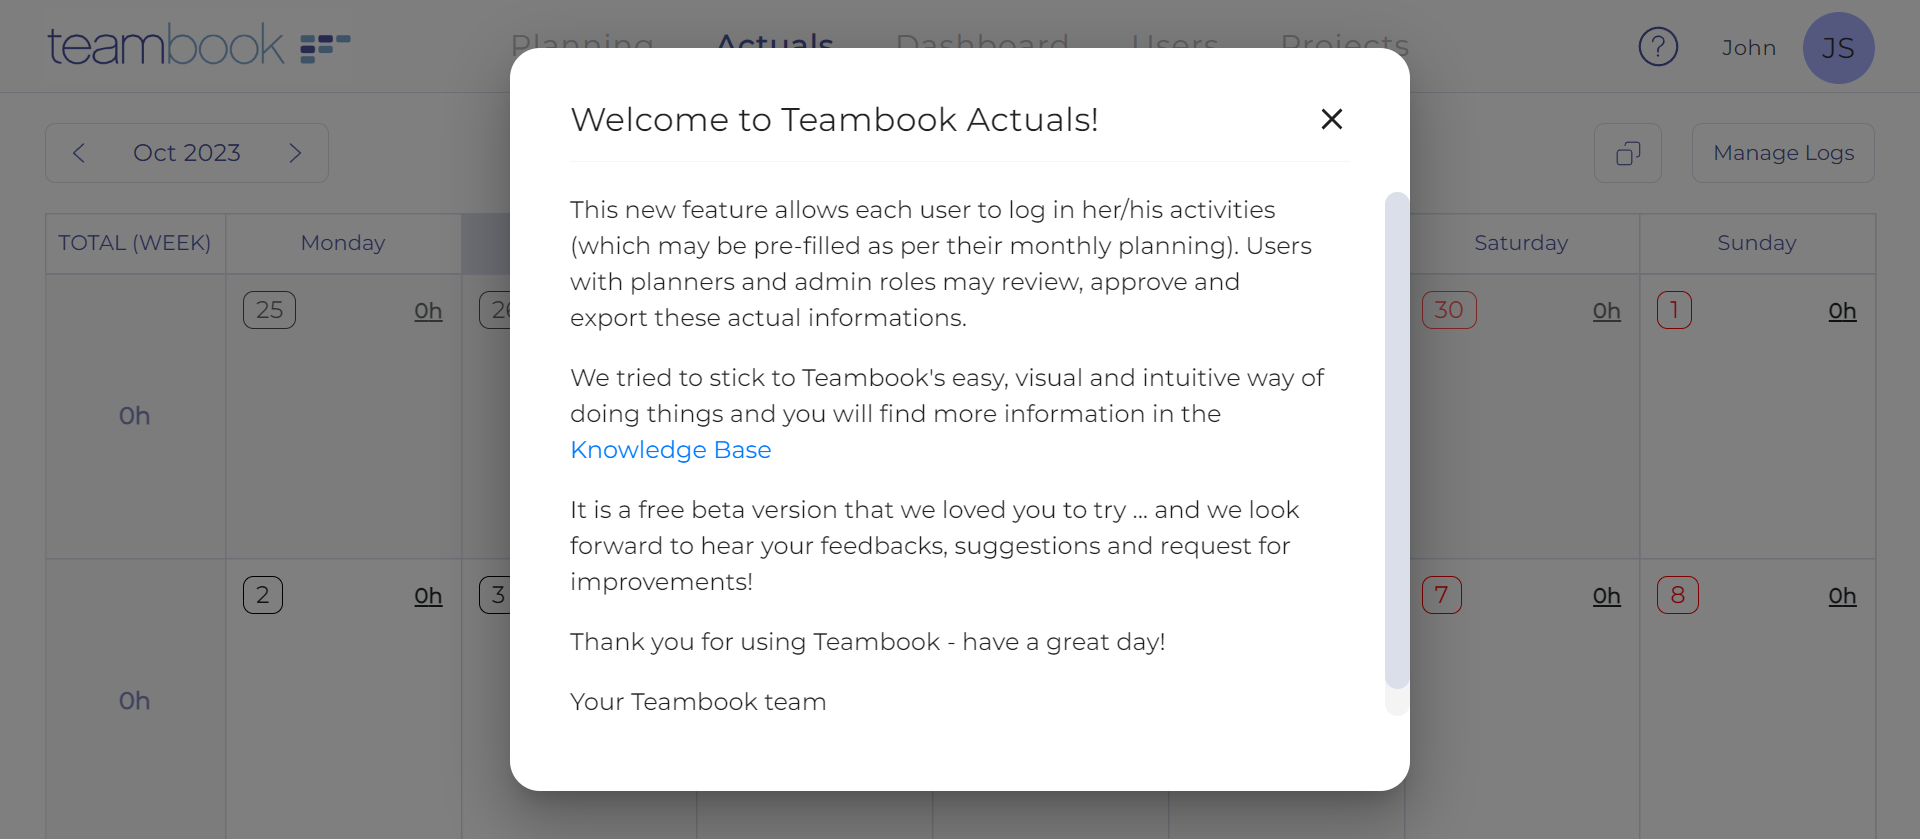 teambook
Planning Actuals Dashboard Users Projects
? John JS
Oct 2023
Manage Logs
Welcome to Teambook Actuals!
This new feature allows each user to log in her/his activities
(which may be pre-filled as per their monthly planning). Users
with planners and admin roles may review, approve and
export these actual informations.
We tried to stick to Teambook's easy, visual and intuitive way of
doing things and you will find more information in the
Knowledge Base
It is a free beta version that we loved you to try ... and we look
forward to hear your feedbacks, suggestions and request for
improvements!
Thank you for using Teambook - have a great day!
Your Teambook team
TOTAL (WEEK) Monday Saturday Sunday
25 0h 30 0h 1 0h
0h
2 0h 3 7 0h 8 0h
0h